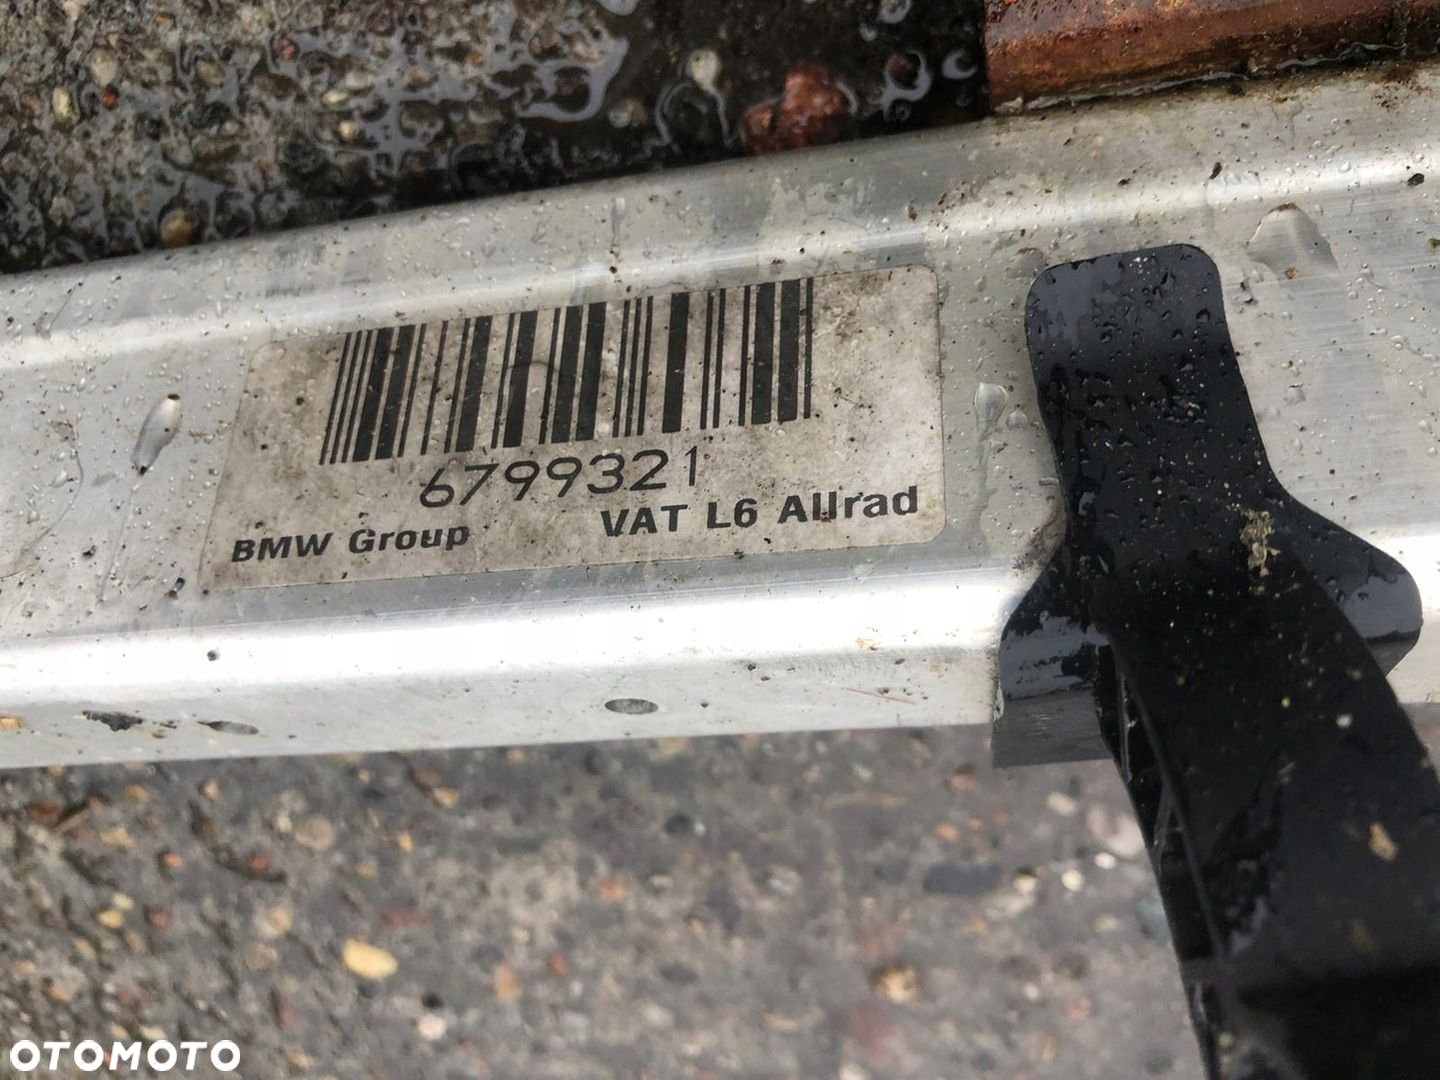 6799321
BMW Group VAT L6 Allrad
OTOMOTO